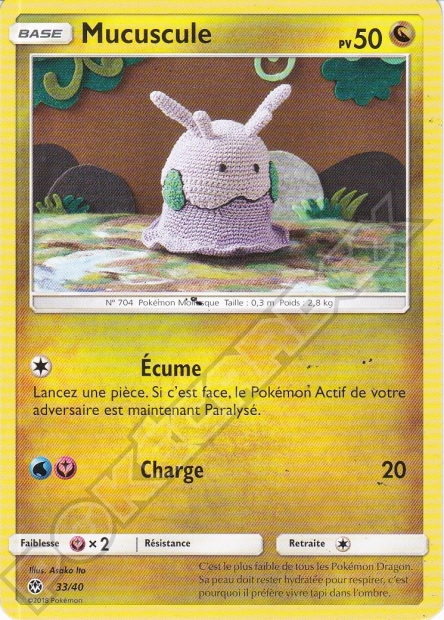 BASE Mucuscule PV50
N° 704 Pokémon Mollusque Taille : 0,3 m Poids : 2,8 kg
Écume
Lancez une pièce. Si c'est face, le Pokémon Actif de votre
adversaire est maintenant Paralysé.
Charge 20
Faiblesse ×2 Résistance Retraite
Illus. Asako Ito
33/40
©2018 Pokémon
C'est le plus faible de tous les Pokémon Dragon.
Sa peau doit rester hydratée pour respirer, c'est
pourquoi il préfère vivre tapi dans l'ombre.